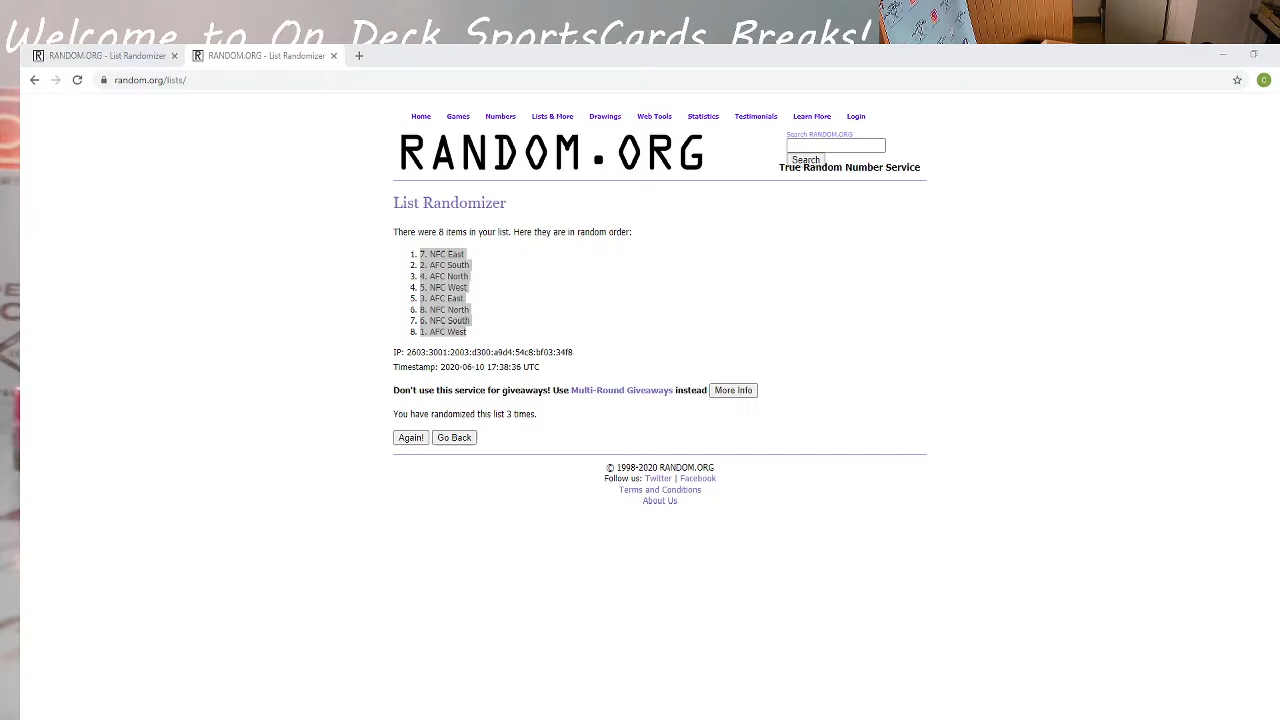 Welcome to On Deck SportsCards Breaks!
RANDOM.ORG - List Randomizer
RANDOM.ORG - List Randomizer
random.org/lists/
C
Home Games Numbers Lists & More Drawings Web Tools Statistics Testimonials Learn More Login
RANDOM.ORG
Search RANDOM.ORG
Search
True Random Number Service
List Randomizer
There were 8 items in your list. Here they are in random order:
1. 7. NFC East
2. 2. AFC South
3. 4. AFC North
4. 5. NFC West
5. 3. AFC East
6. 8. NFC North
7. 6. NFC South
8. 1. AFC West
IP: 2603:3001:2003:d300:a9d4:54c8:bf03:34f8
Timestamp: 2020-06-10 17:38:36 UTC
Don't use this service for giveaways! Use Multi-Round Giveaways instead More Info
You have randomized this list 3 times.
Again! Go Back
© 1998-2020 RANDOM.ORG
Follow us: Twitter | Facebook
Terms and Conditions
About Us